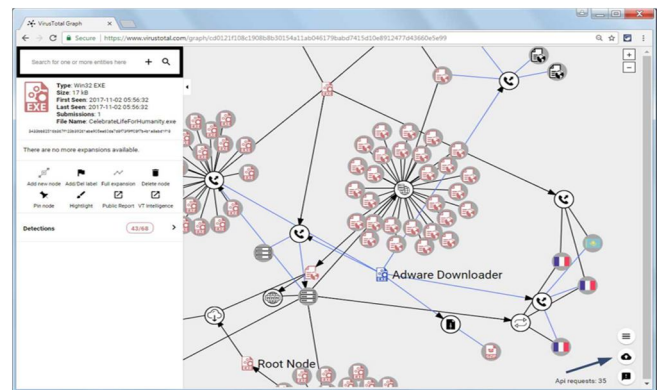 VirusTotal Graph
Secure | https://www.virustotal.com/graph/cd0121f108c1908b8b30154a11ab046179babd7415d10e8912477d43660e5e99
Search for one or more entities here
EXE
Type: Win32 EXE
Size: 17 kB
First Seen: 2017-11-02 05:56:32
Last Seen: 2017-11-02 05:56:32
Submissions: 1
File Name: CelebrateLifeForHumanity.exe
There are no more expansions available.
Add new node Add/Del label Full expansion Delete node
Pin node Highlight Public Report VT Intelligence
Detections 43/68
Adware Downloader
Root Node
Api requests: 35